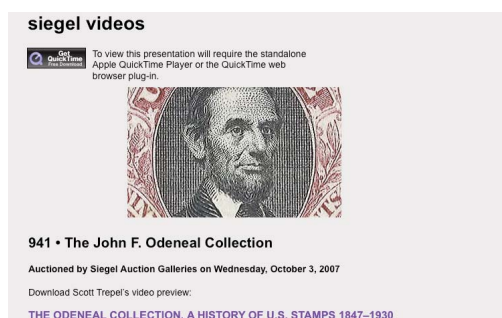 siegel videos
Get
QuickTime
Free Download
To view this presentation will require the standalone
Apple QuickTime Player or the QuickTime web
browser plug-in.
941 • The John F. Odeneal Collection
Auctioned by Siegel Auction Galleries on Wednesday, October 3, 2007
Download Scott Trepel's video preview:
THE ODENEAL COLLECTION, A HISTORY OF U.S. STAMPS 1847–1930